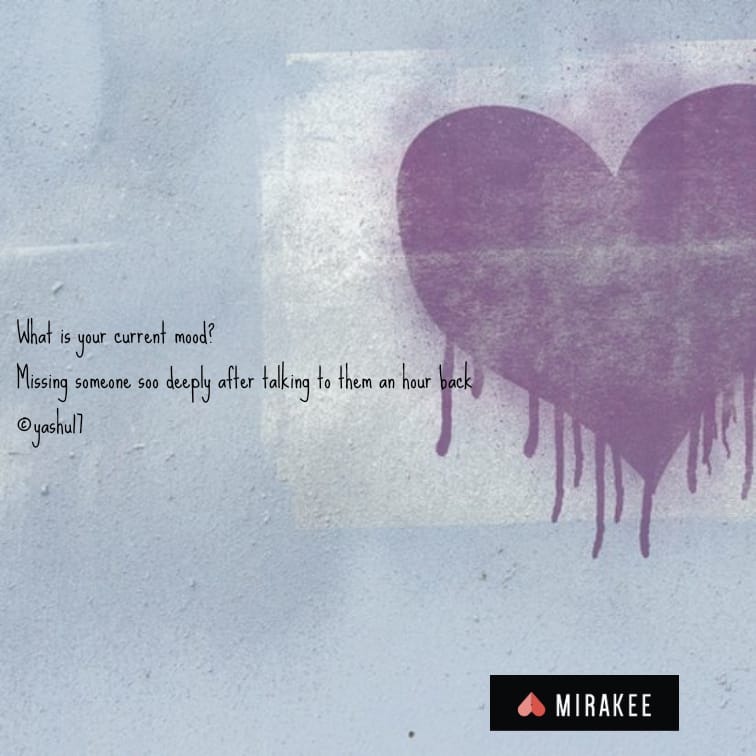 What is your current mood?
Missing someone soo deeply after talking to them an hour back
©yashu17
MIRAKEE